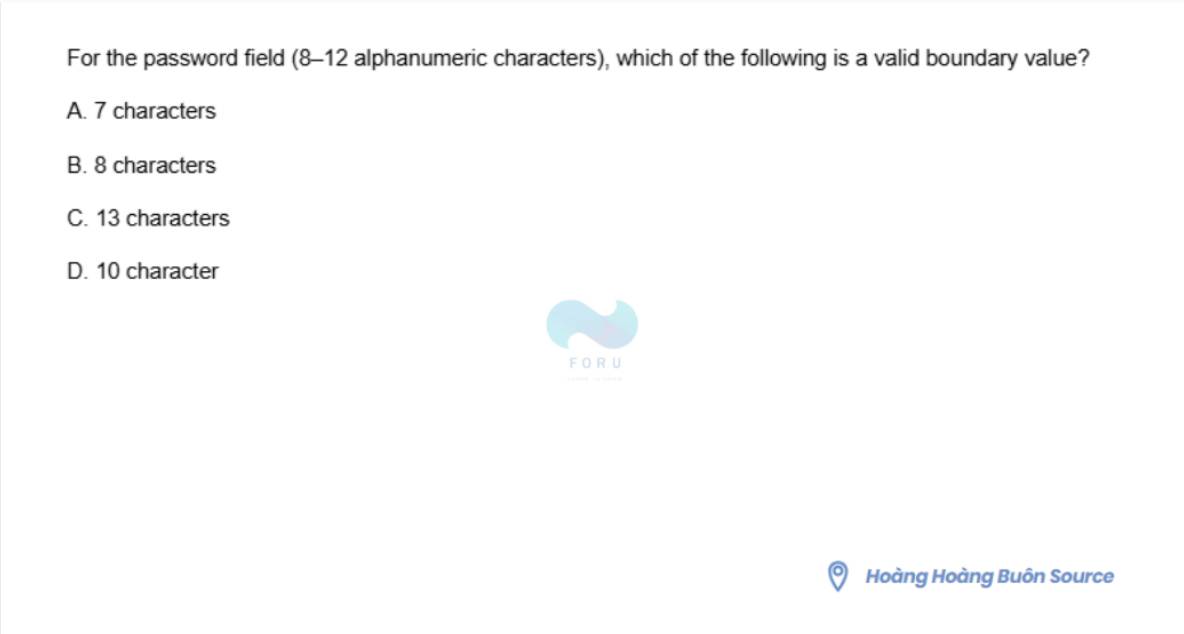 For the password field (8–12 alphanumeric characters), which of the following is a valid boundary value?
A. 7 characters
B. 8 characters
C. 13 characters
D. 10 character
FORU
Hoàng Hoàng Buôn Source